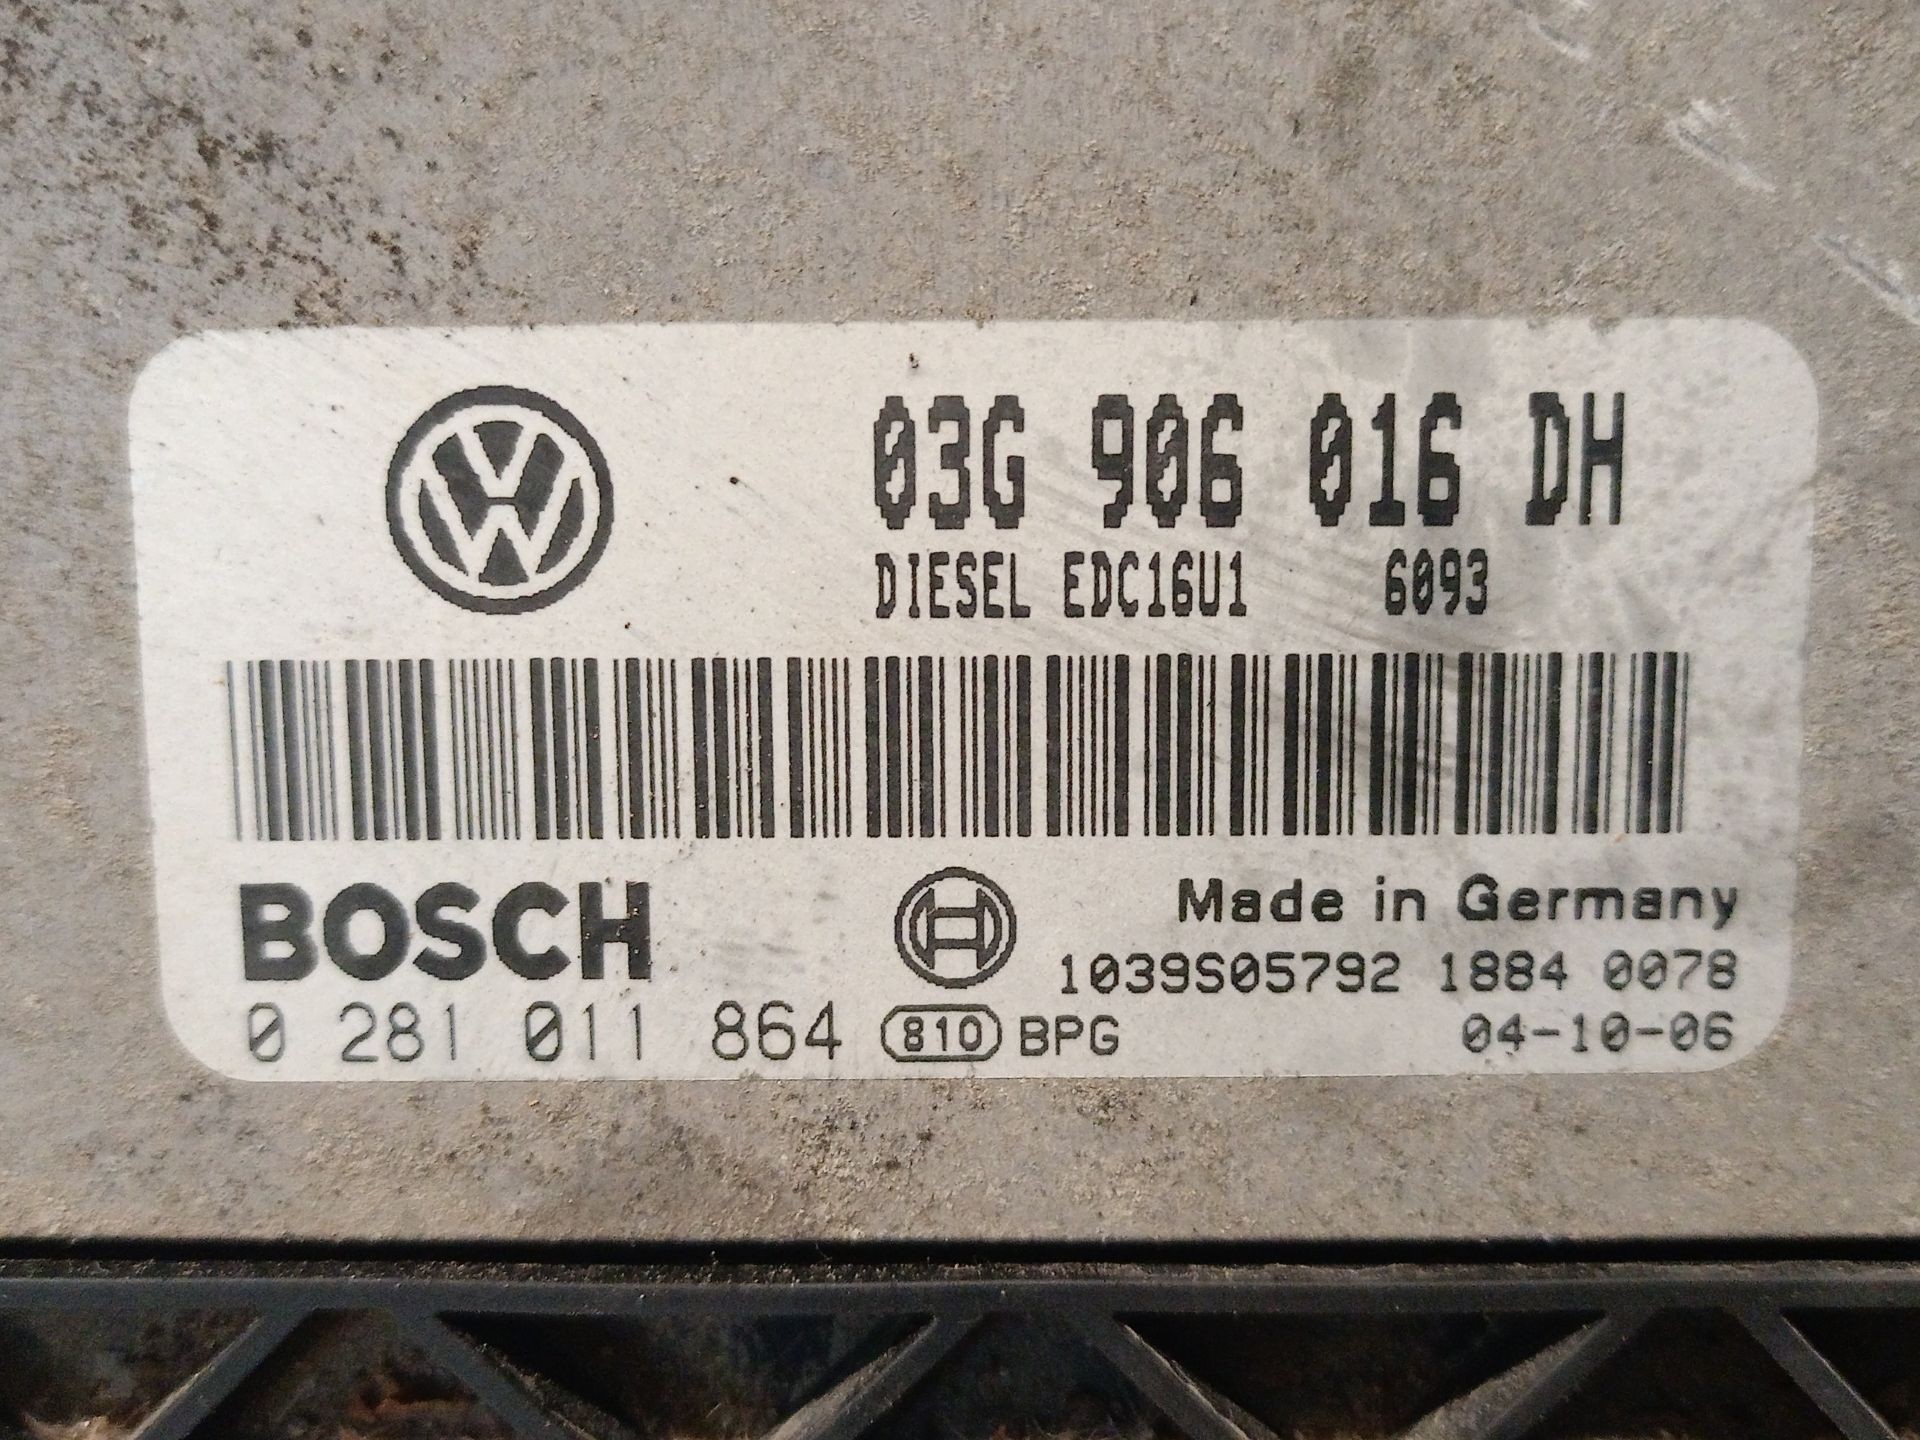 03G 906 016 DH
DIESEL EDC16U1 6093
BOSCH
Made in Germany
1039S05792 1884 0078
0 281 011 864 810 BPG 04-10-06